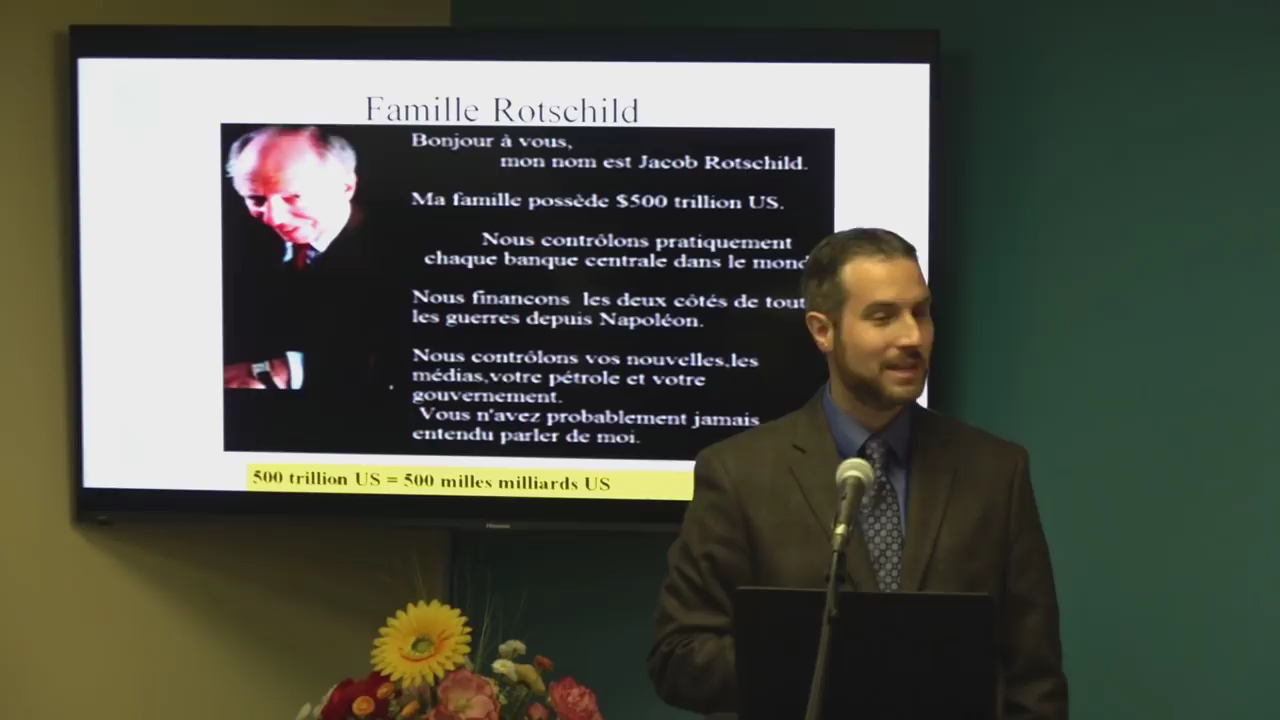 Famille Rotschild
Bonjour à vous,
mon nom est Jacob Rotschild.
Ma famille possède $500 trillion US.
Nous contrôlons pratiquement
chaque banque centrale dans le
Nous financons les deux côtés de
les guerres depuis Napoléon.
Nous contrôlons vos nouvelles,les
médias,votre pétrole et votre
gouvernement.
Vous n'avez probablement jamais
entendu parler de moi.
500 trillion US = 500 milles milliards US